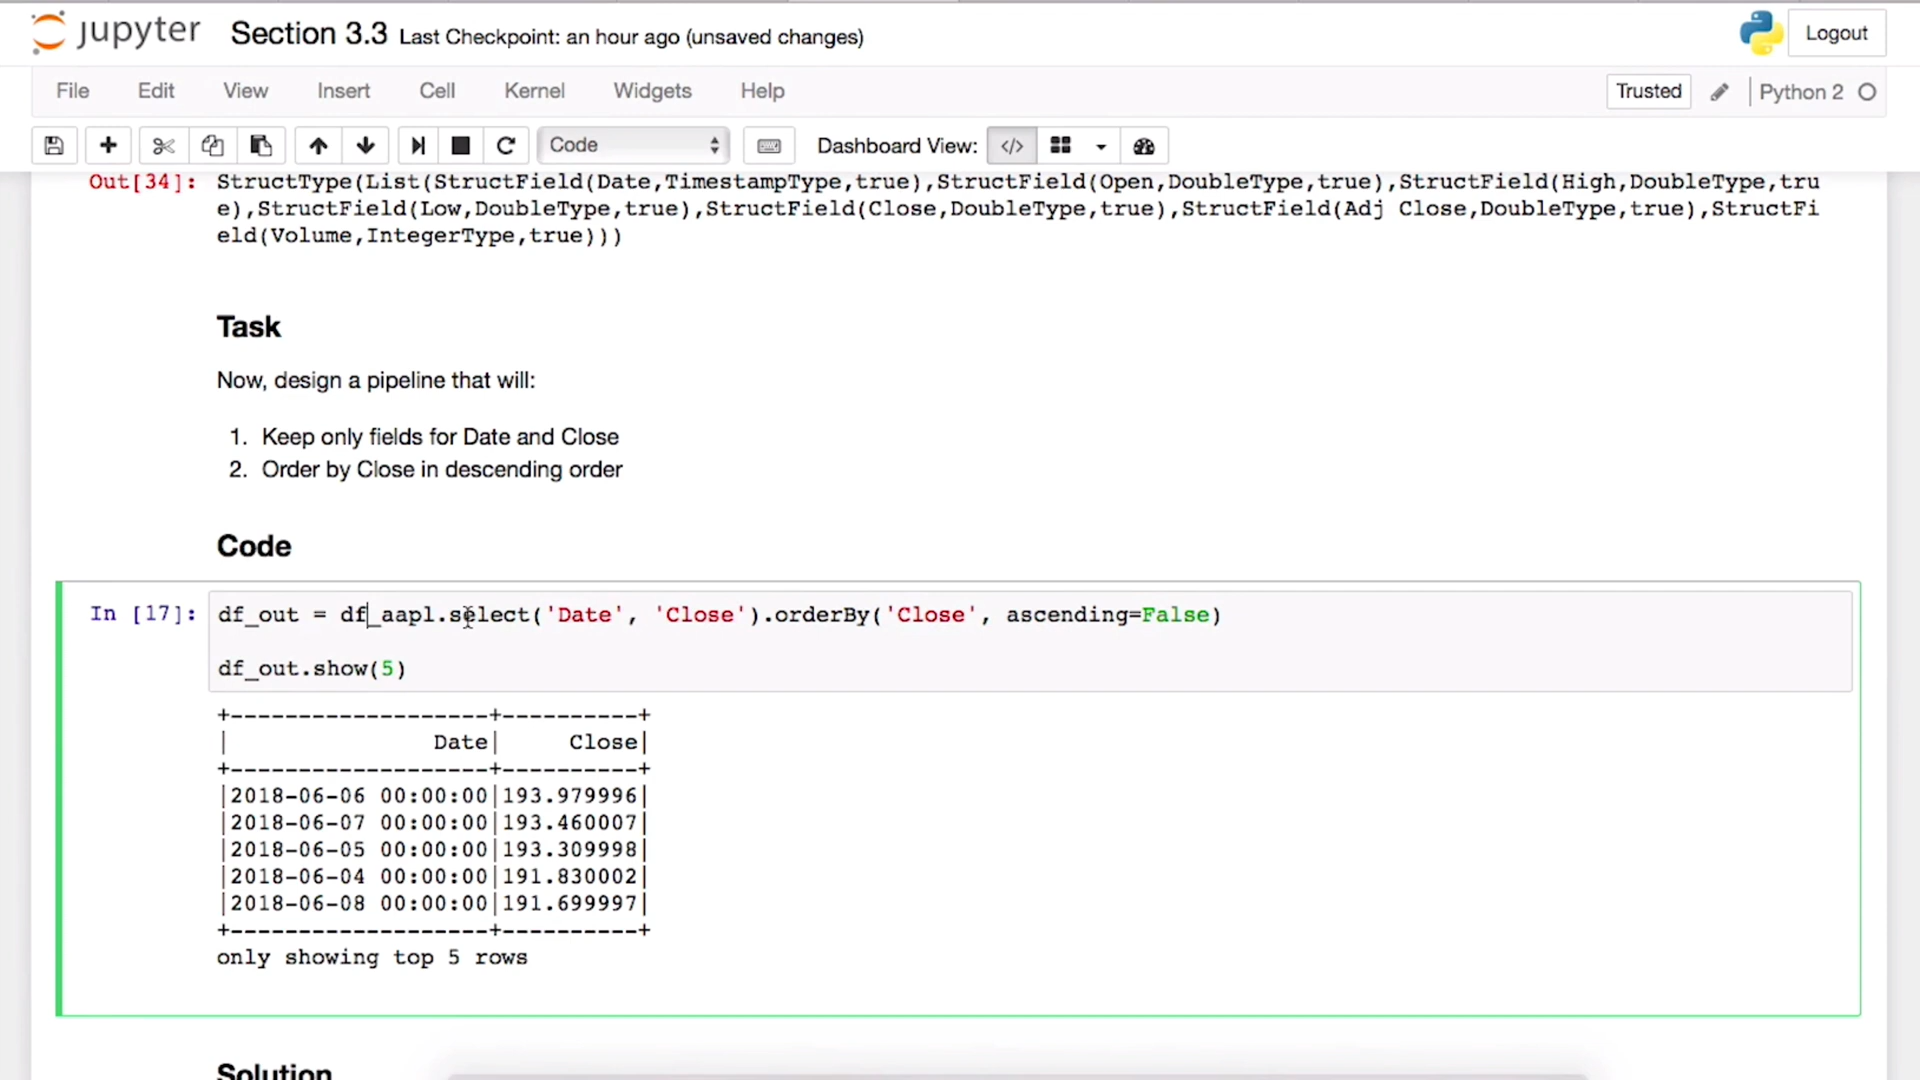 jupyter Section 3.3 Last Checkpoint: an hour ago (unsaved changes) Logout
File Edit View Insert Cell Kernel Widgets Help Trusted Python 2
Code Dashboard View: </>
Out[34]: StructType(List(StructField(Date,TimestampType,true),StructField(Open,DoubleType,true),StructField(High,DoubleType,tru
e),StructField(Low,DoubleType,true),StructField(Close,DoubleType,true),StructField(Adj Close,DoubleType,true),StructFi
eld(Volume,IntegerType,true)))
Task
Now, design a pipeline that will:
1. Keep only fields for Date and Close
2. Order by Close in descending order
Code
In [17]: df_out = df_aapl.select('Date', 'Close').orderBy('Close', ascending=False)
df_out.show(5)
+-------------------+----------+
|               Date|     Close|
+-------------------+----------+
|2018-06-06 00:00:00|193.979996|
|2018-06-07 00:00:00|193.460007|
|2018-06-05 00:00:00|193.309998|
|2018-06-04 00:00:00|191.830002|
|2018-06-08 00:00:00|191.699997|
+-------------------+----------+
only showing top 5 rows
Solution